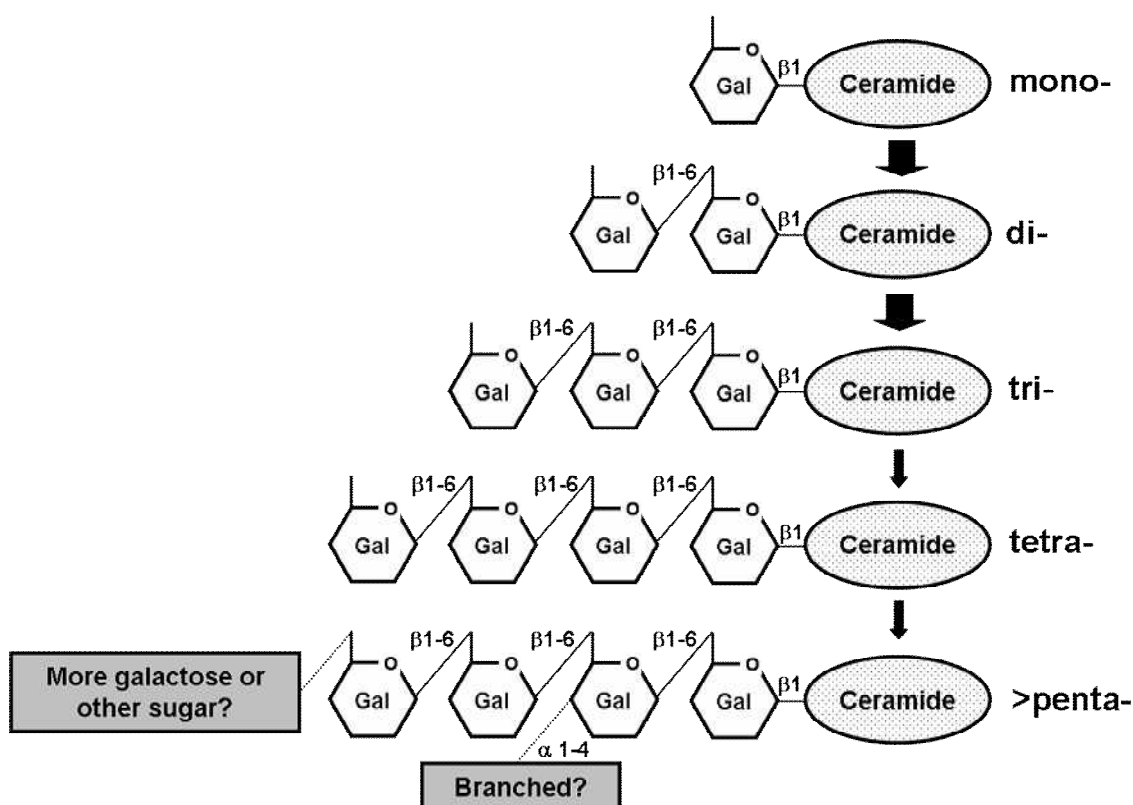 O
Gal
β1
Ceramide
mono-
β1-6
O
Gal
O
Gal
β1
Ceramide
di-
β1-6
β1-6
O
Gal
O
Gal
O
Gal
β1
Ceramide
tri-
β1-6
β1-6
β1-6
O
Gal
O
Gal
O
Gal
O
Gal
β1
Ceramide
tetra-
β1-6
β1-6
β1-6
More galactose or
other sugar?
O
Gal
O
Gal
O
Gal
O
Gal
β1
Ceramide
>penta-
α 1-4
Branched?